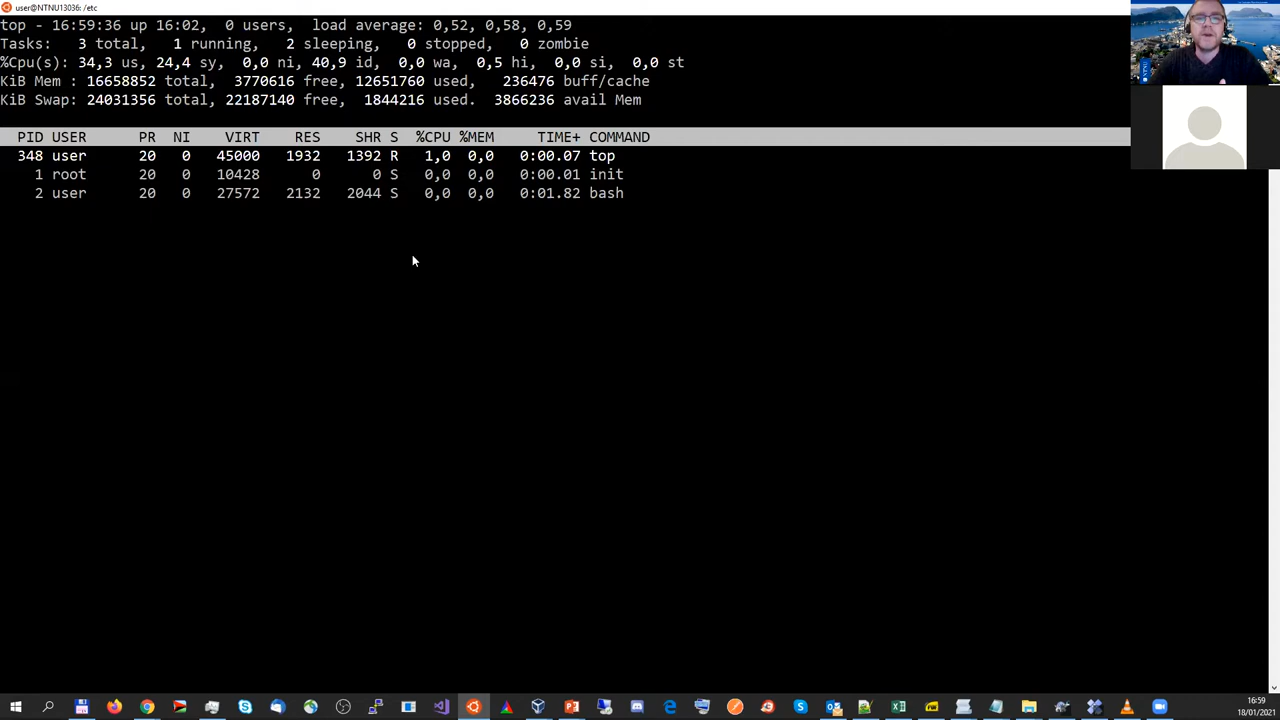 user@NTNU13036: /etc
top - 16:59:36 up 16:02,  0 users,  load average: 0,52, 0,58, 0,59
Tasks:   3 total,   1 running,   2 sleeping,   0 stopped,   0 zombie
%Cpu(s): 34,3 us, 24,4 sy,  0,0 ni, 40,9 id,  0,0 wa,  0,5 hi,  0,0 si,  0,0 st
KiB Mem : 16658852 total,  3770616 free, 12651760 used,   236476 buff/cache
KiB Swap: 24031356 total, 22187140 free,  1844216 used.  3866236 avail Mem
PID USER      PR  NI    VIRT    RES    SHR S  %CPU %MEM     TIME+ COMMAND
348 user      20   0   45000   1932   1392 R   1,0  0,0   0:00.07 top
1 root      20   0   10428      0      0 S   0,0  0,0   0:00.01 init
2 user      20   0   27572   2132   2044 S   0,0  0,0   0:01.82 bash
NTNU
16:59
18/01/2021